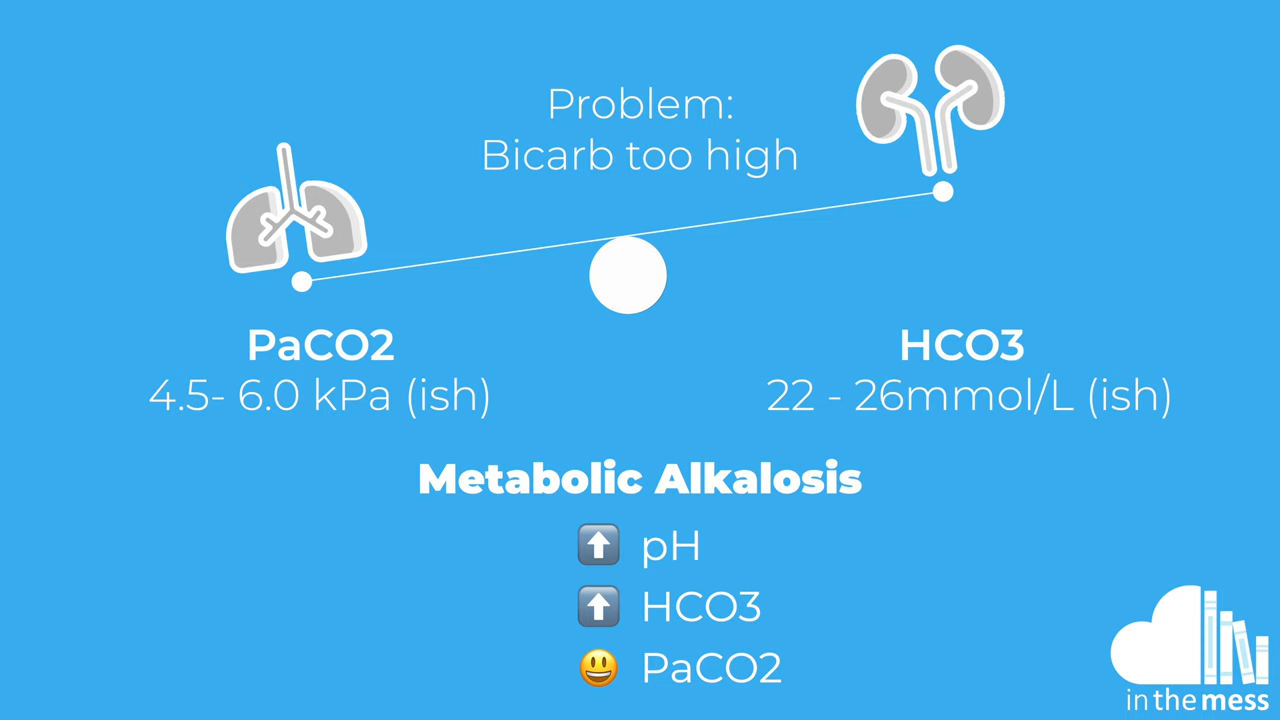 Problem:
Bicarb too high
PaCO2
4.5- 6.0 kPa (ish)
HCO3
22 - 26mmol/L (ish)
Metabolic Alkalosis
pH
HCO3
PaCO2
in the mess